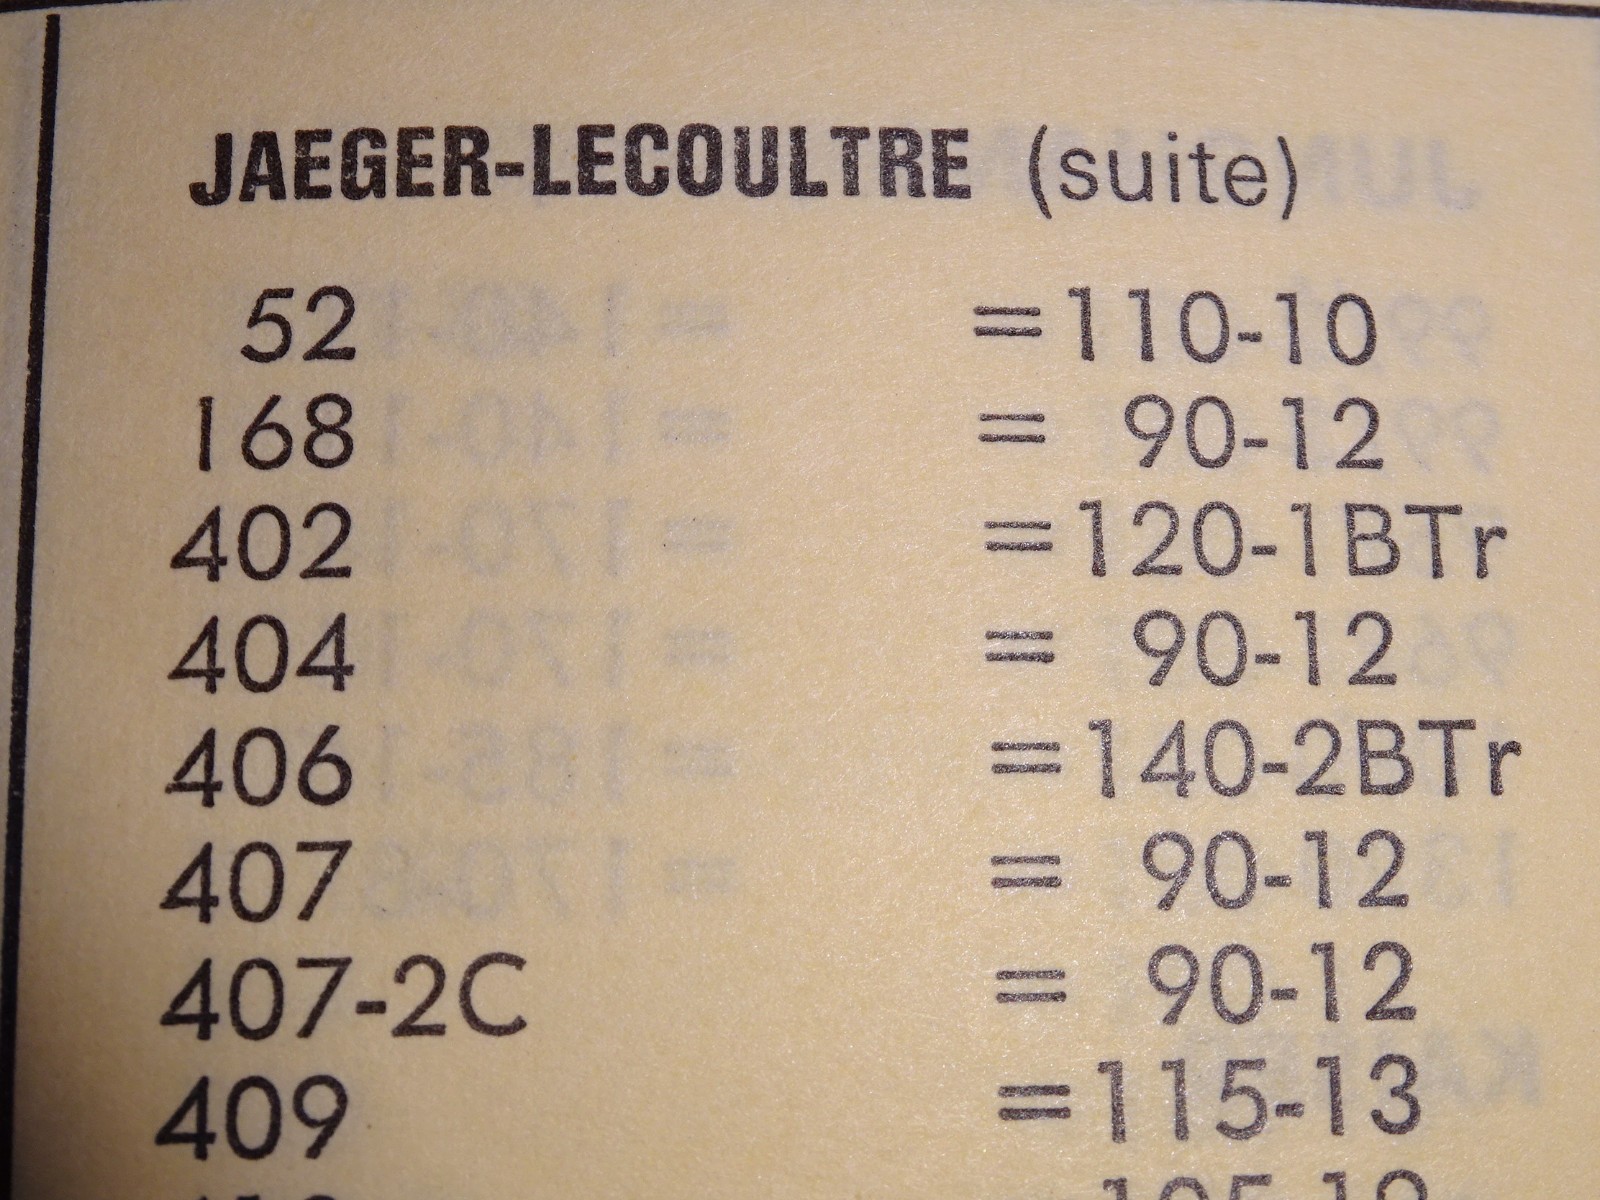 JAEGER-LECOULTRE (suite)
52 = 110-10
168 = 90-12
402 = 120-1BTr
404 = 90-12
406 = 140-2BTr
407 = 90-12
407-2C = 90-12
409 = 115-13